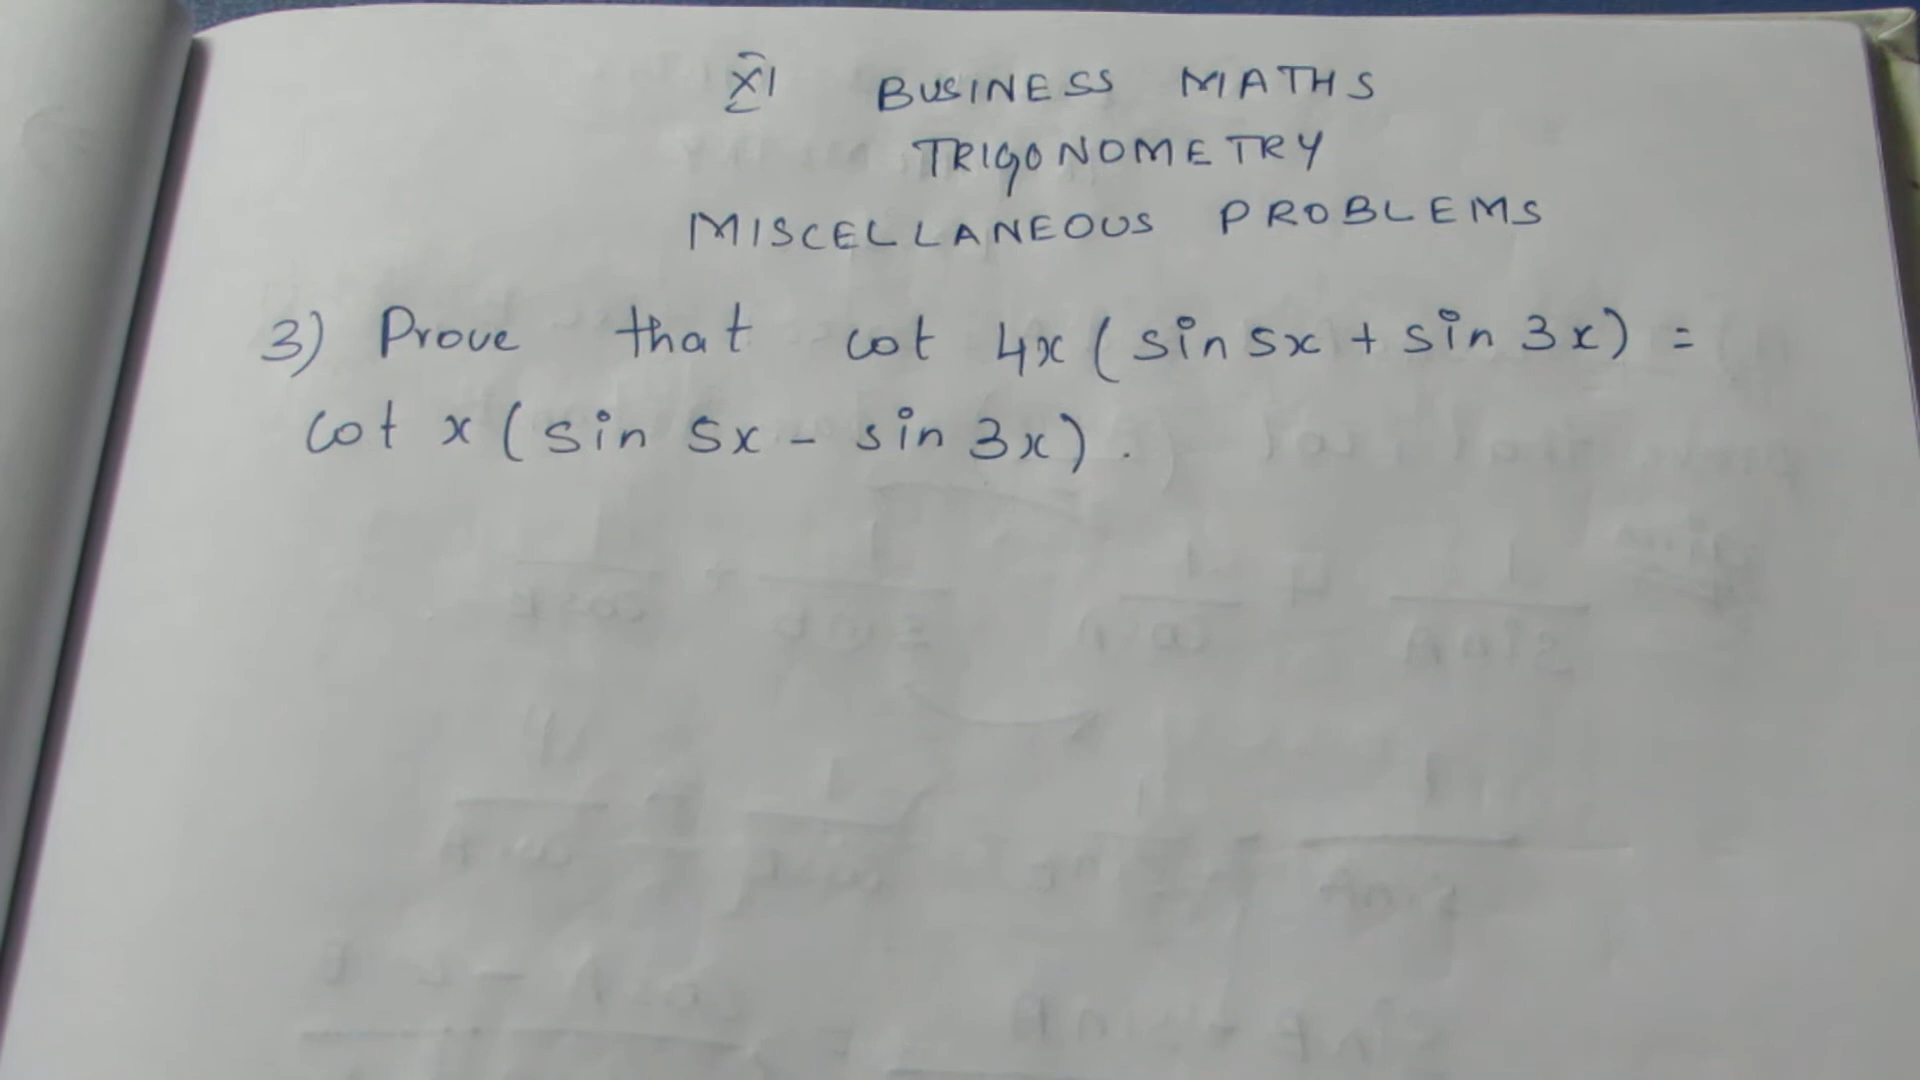 XI BUSINESS MATHS
TRIGONOMETRY
MISCELLANEOUS PROBLEMS
3) Prove that cot 4x (sin 5x + sin 3x) =
cot x (sin 5x - sin 3x).